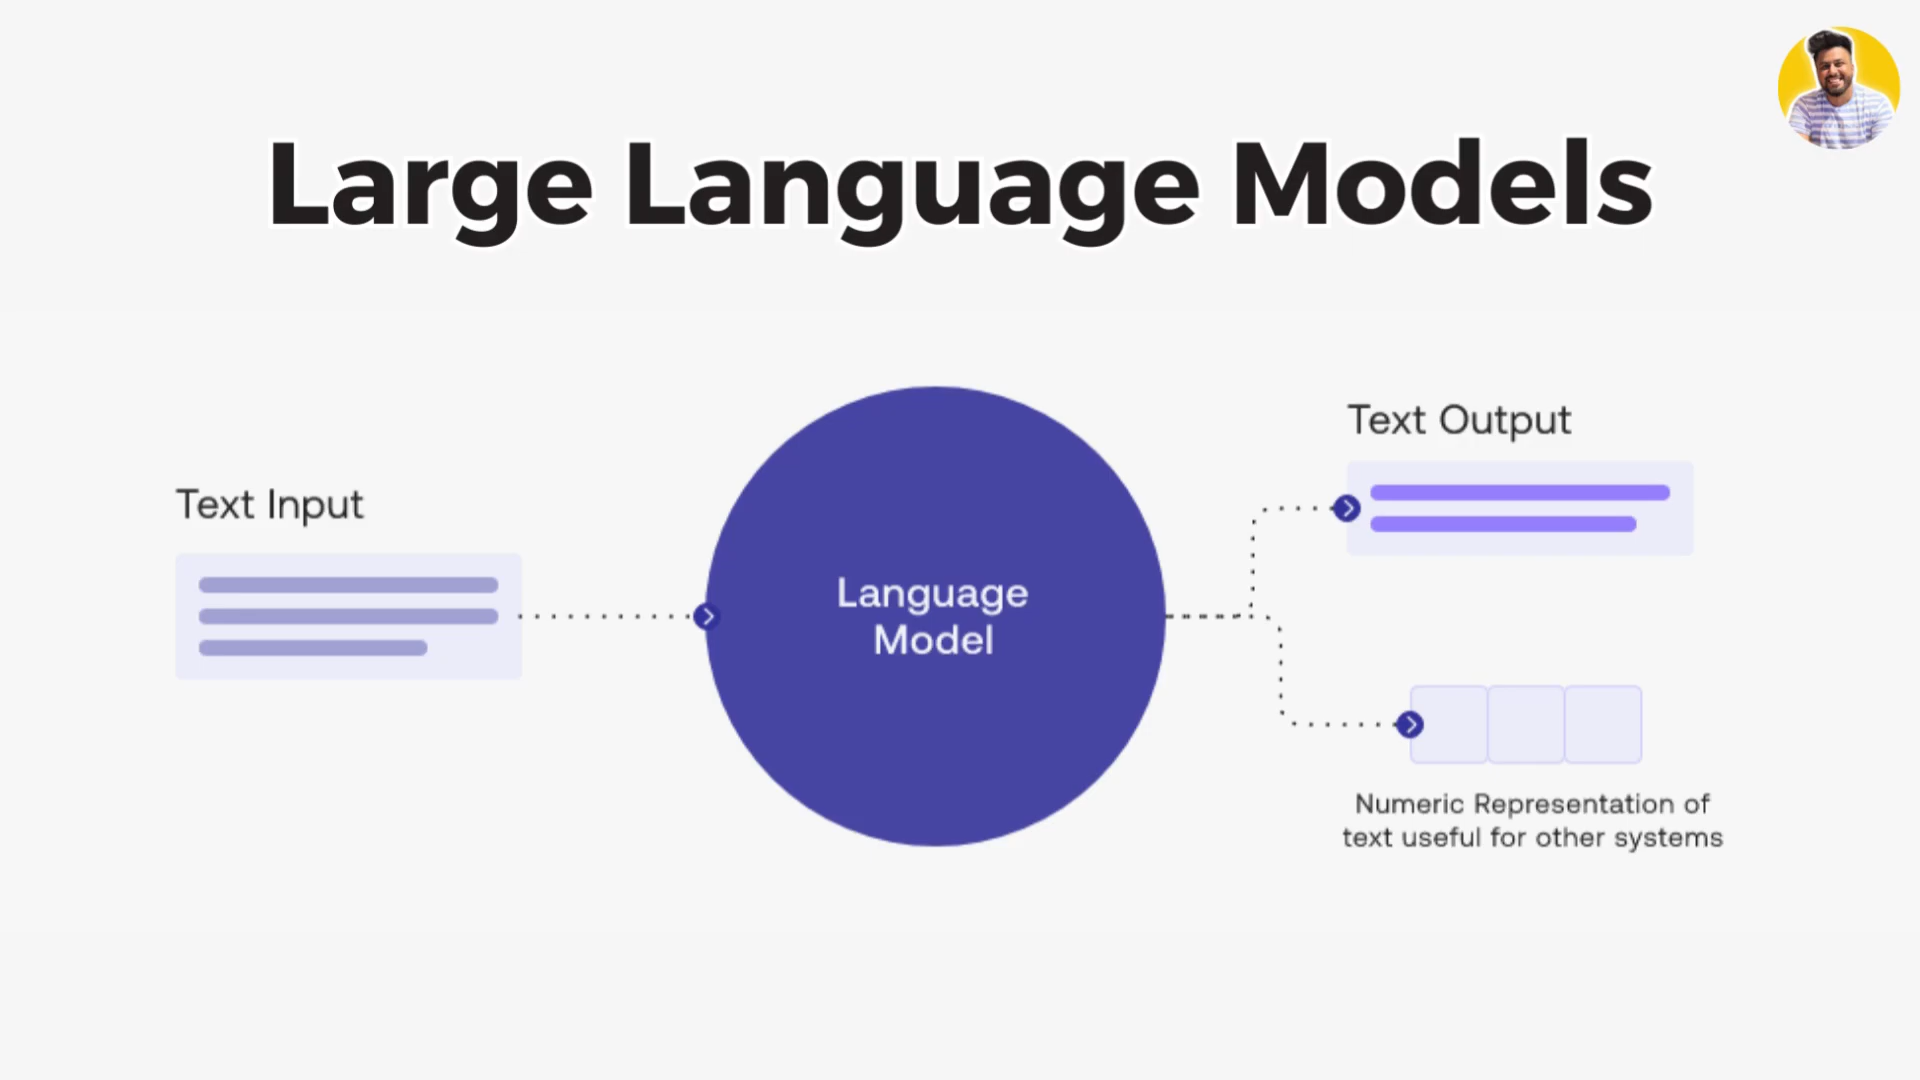 Large Language Models
Text Input
Language
Model
Text Output
Numeric Representation of
text useful for other systems